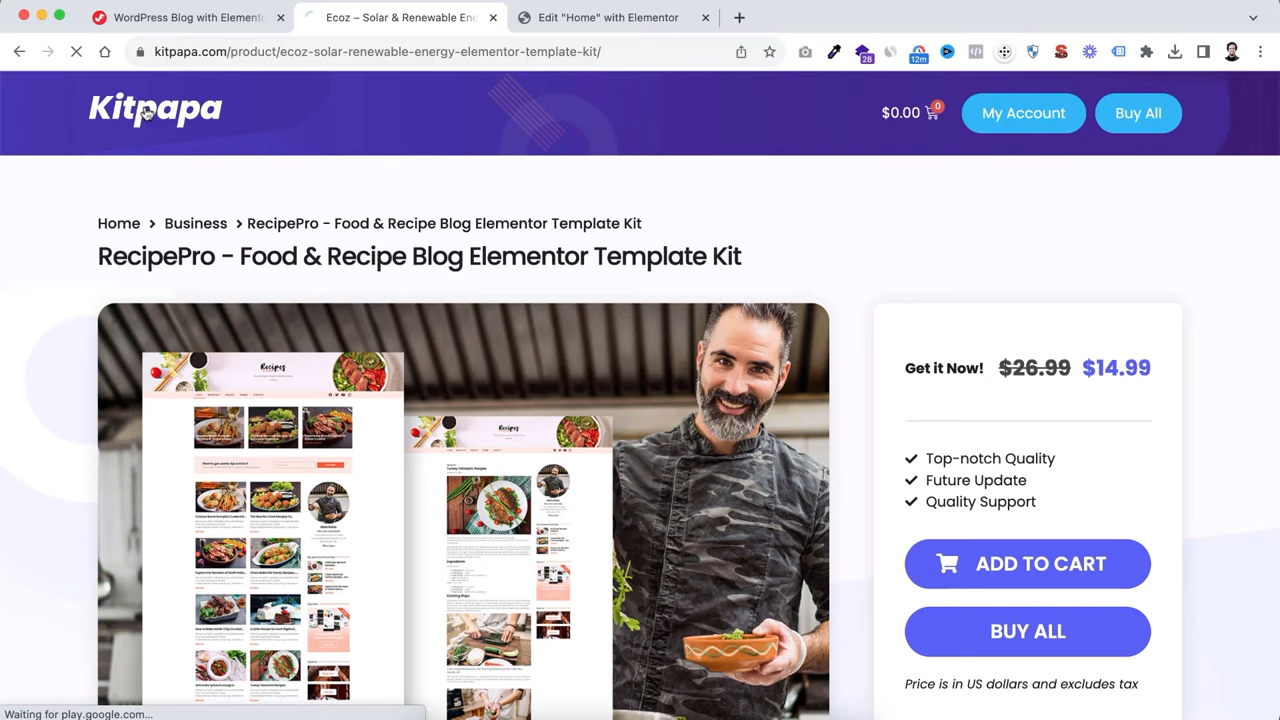 WordPress Blog with Elemento
Ecoz – Solar & Renewable Ene
Edit "Home" with Elementor
kitpapa.com/product/ecoz-solar-renewable-energy-elementor-template-kit/
28
12m
Kitpapa
$0.00
0
My Account
Buy All
Home > Business > RecipePro - Food & Recipe Blog Elementor Template Kit
RecipePro - Food & Recipe Blog Elementor Template Kit
Recipes
Recipes
Get it Now! $26.99 $14.99
Top-notch Quality
Future Update
Quality Support
ADD TO CART
BUY ALL
Price is in US dollars and
Waiting for play.google.com...